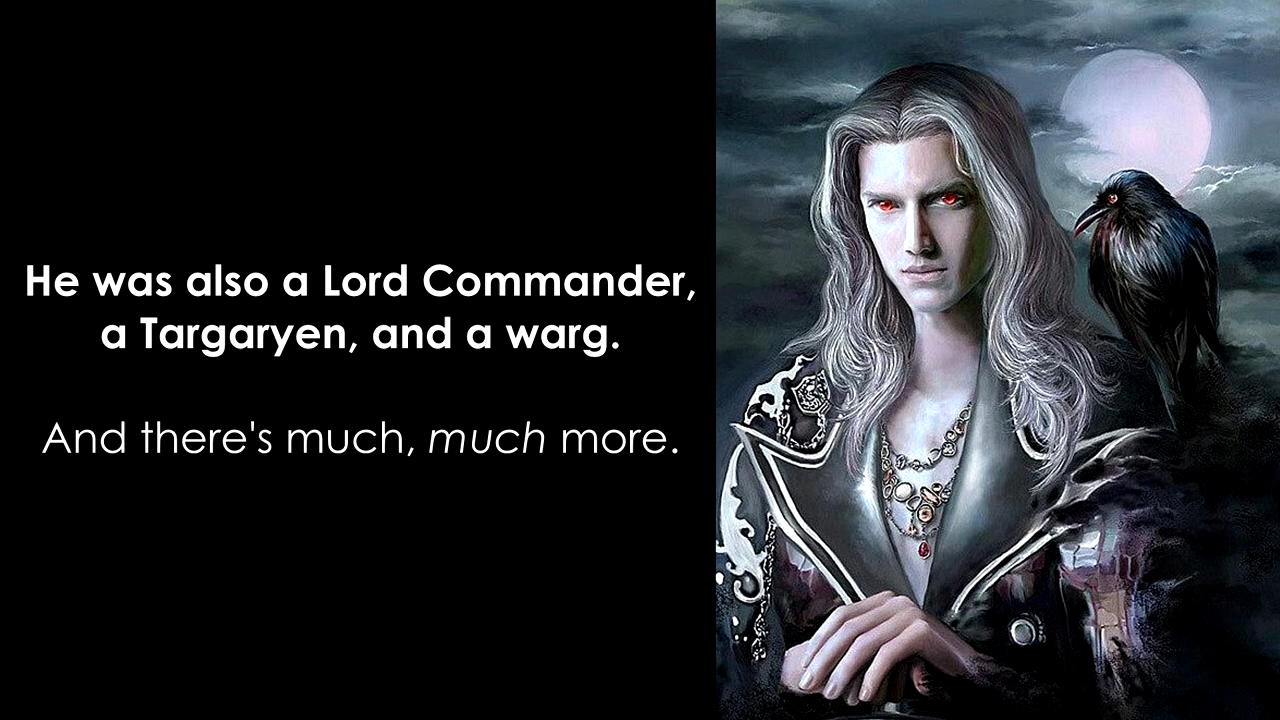 He was also a Lord Commander,
a Targaryen, and a warg.
And there's much, much more.